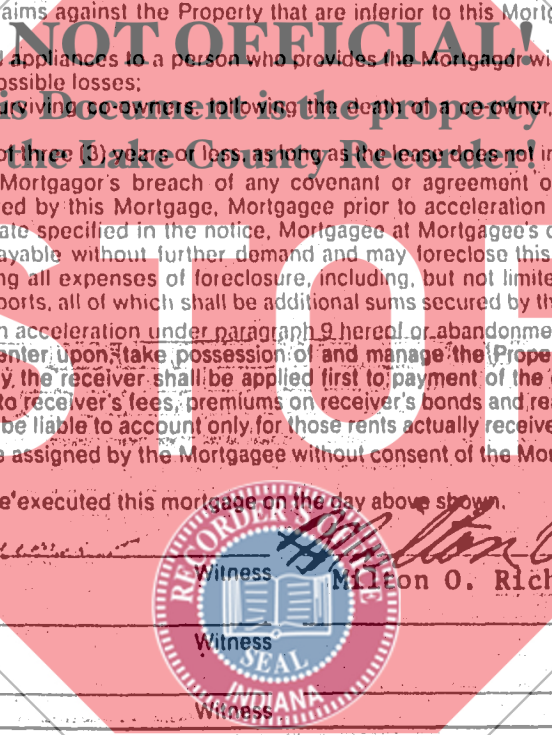 aims against the Property that are inferior to this Mort
NOT OFFICIAL!
appliances to a person who provides the Mortgagor wi
ossible losses;
urviving co-owners, following the death of a co-owner,
is Document is the property
of three (3) years or less, as long as the lease does not in
the Lake County Recorder!
Mortgagor's breach of any covenant or agreement o
ed by this Mortgage, Mortgagee prior to acceleration
ate specified in the notice, Mortgagee at Mortgagee's
ayable without further demand and may foreclose this
ng all expenses of foreclosure, including, but not limite
ports, all of which shall be additional sums secured by th
STOP
n acceleration under paragraph 9 hereof or abandonme
enter upon, take possession of and manage the Prope
y the receiver shall be applied first to payment of the
to receiver's fees, premiums on receiver's bonds and re
be liable to account only for those rents actually receive
e assigned by the Mortgagee without consent of the Mor
e executed this mortgage on the day above shown.
RECORDER'S OFFICE
Milton O.
Witness
Milton O. Rich
Witness
SEAL
INDIANA
Witness